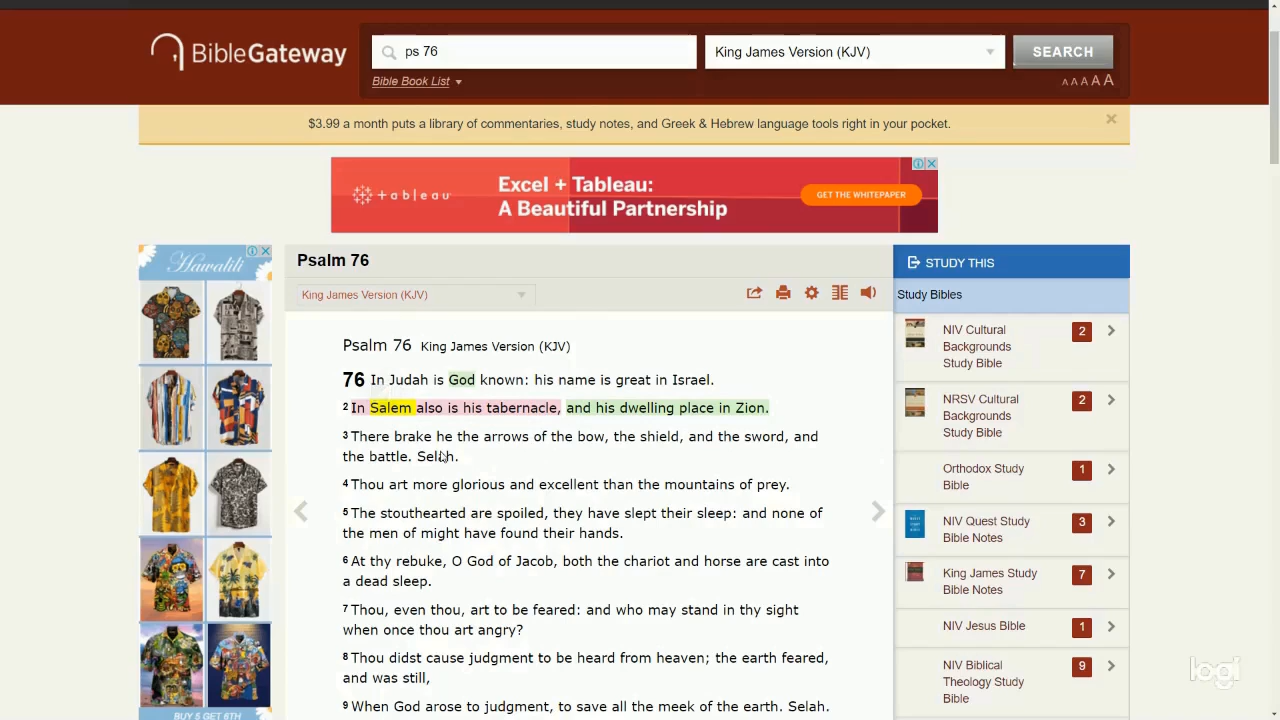 BibleGateway
ps 76
King James Version (KJV)
SEARCH
Bible Book List
A A A A A
$3.99 a month puts a library of commentaries, study notes, and Greek & Hebrew language tools right in your pocket.
+ a b l e a u
Excel + Tableau:
A Beautiful Partnership
GET THE WHITEPAPER
Hawalili
BUY 5 GET 6TH
Psalm 76
King James Version (KJV)
Psalm 76 King James Version (KJV)
76 In Judah is God known: his name is great in Israel.
2 In Salem also is his tabernacle, and his dwelling place in Zion.
3 There brake he the arrows of the bow, the shield, and the sword, and
the battle. Selah.
4 Thou art more glorious and excellent than the mountains of prey.
5 The stouthearted are spoiled, they have slept their sleep: and none of
the men of might have found their hands.
6 At thy rebuke, O God of Jacob, both the chariot and horse are cast into
a dead sleep.
7 Thou, even thou, art to be feared: and who may stand in thy sight
when once thou art angry?
8 Thou didst cause judgment to be heard from heaven; the earth feared,
and was still,
9 When God arose to judgment, to save all the meek of the earth. Selah.
STUDY THIS
Study Bibles
NIV Cultural
Backgrounds
Study Bible
2
NRSV Cultural
Backgrounds
Study Bible
2
Orthodox Study
Bible
1
NIV Quest Study
Bible Notes
3
King James Study
Bible Notes
7
NIV Jesus Bible
1
NIV Biblical
Theology Study
Bible
9
logi